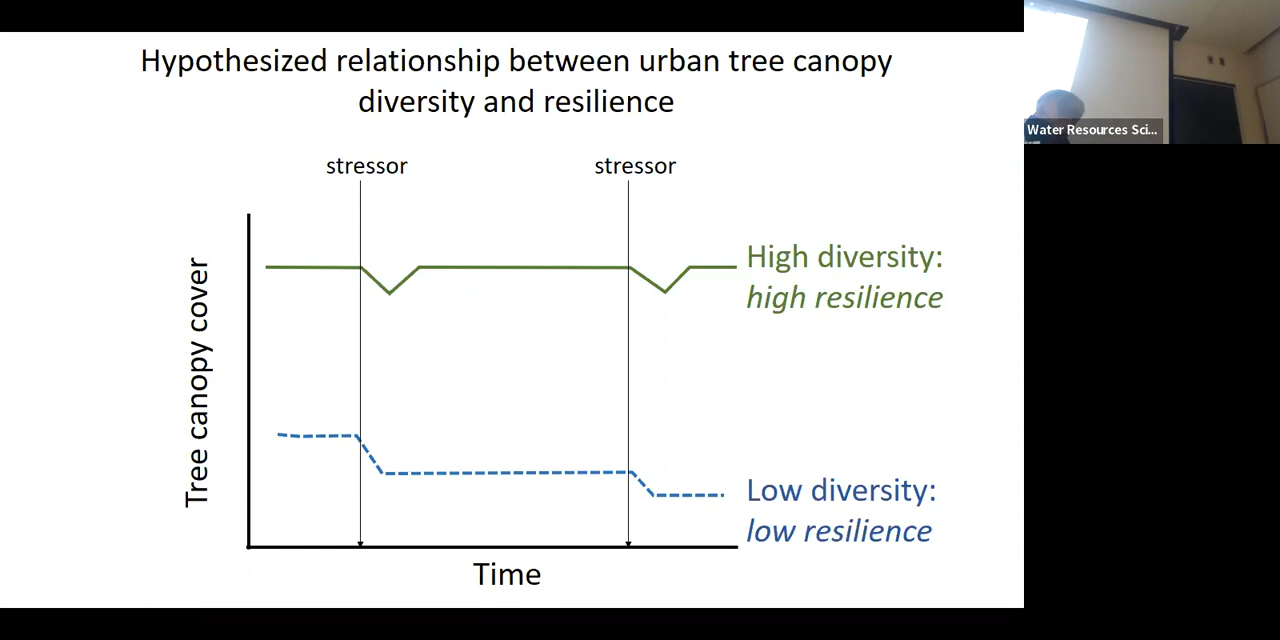 Hypothesized relationship between urban tree canopy
diversity and resilience
stressor
stressor
Tree canopy cover
High diversity:
high resilience
Low diversity:
low resilience
Time
Water Resources Sci...